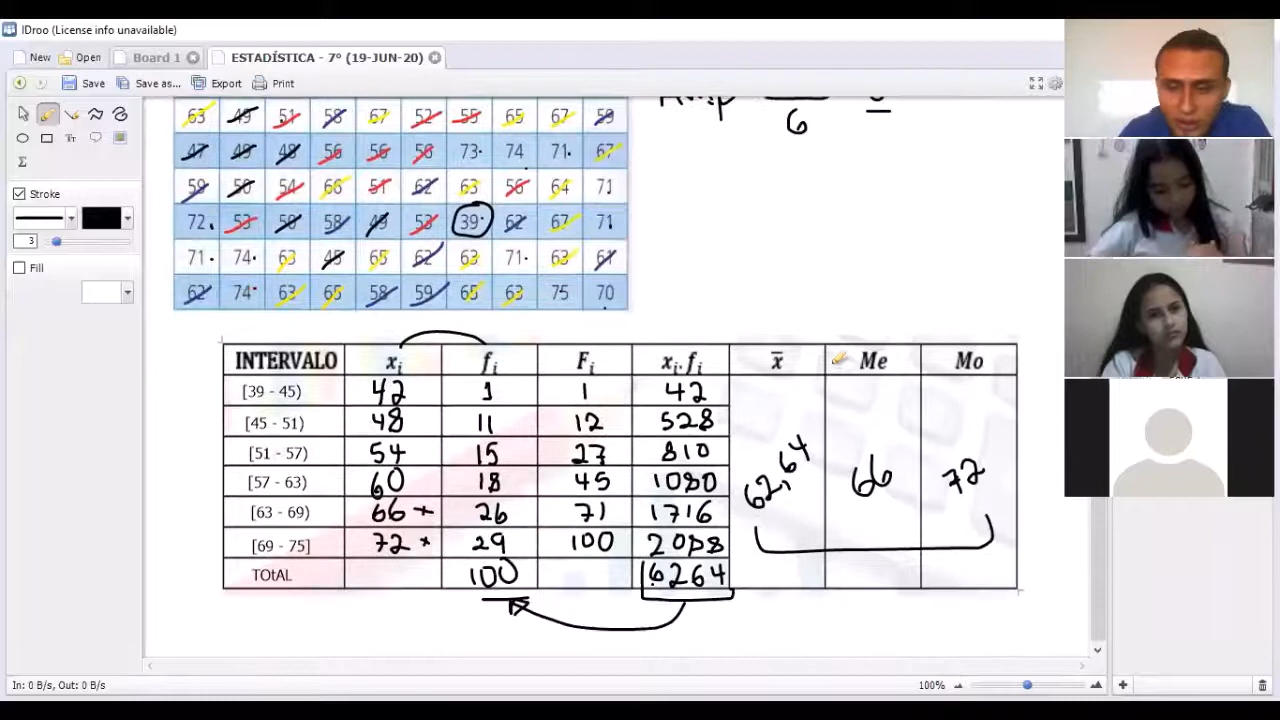 IDroo (License info unavailable)
New Open Board 1 ESTADÍSTICA - 7º (19-JUN-20)
Save Save as... Export Print
63 49 51 58 67 52 55 65 67 59
6
47 49 48 56 56 56 73 74 71 67
59 50 54 66 51 62 63 56 64 71
Stroke
72 53 50 58 49 53 39 62 67 71
3
71 74 63 45 65 62 63 71 63 61
Fill
62 74 63 65 58 59 65 63 75 70
INTERVALO xi fi Fi xi.fi x̄ Me Mo
[39 - 45) 42 1 1 42
[45 - 51) 48 11 12 528
[51 - 57) 54 15 27 810
[57 - 63) 60 18 45 1080 62,64 66 72
[63 - 69) 66 26 71 1716
[69 - 75] 72 29 100 2088
TOtAL 100 6264
In: 0 B/s, Out: 0 B/s 100%